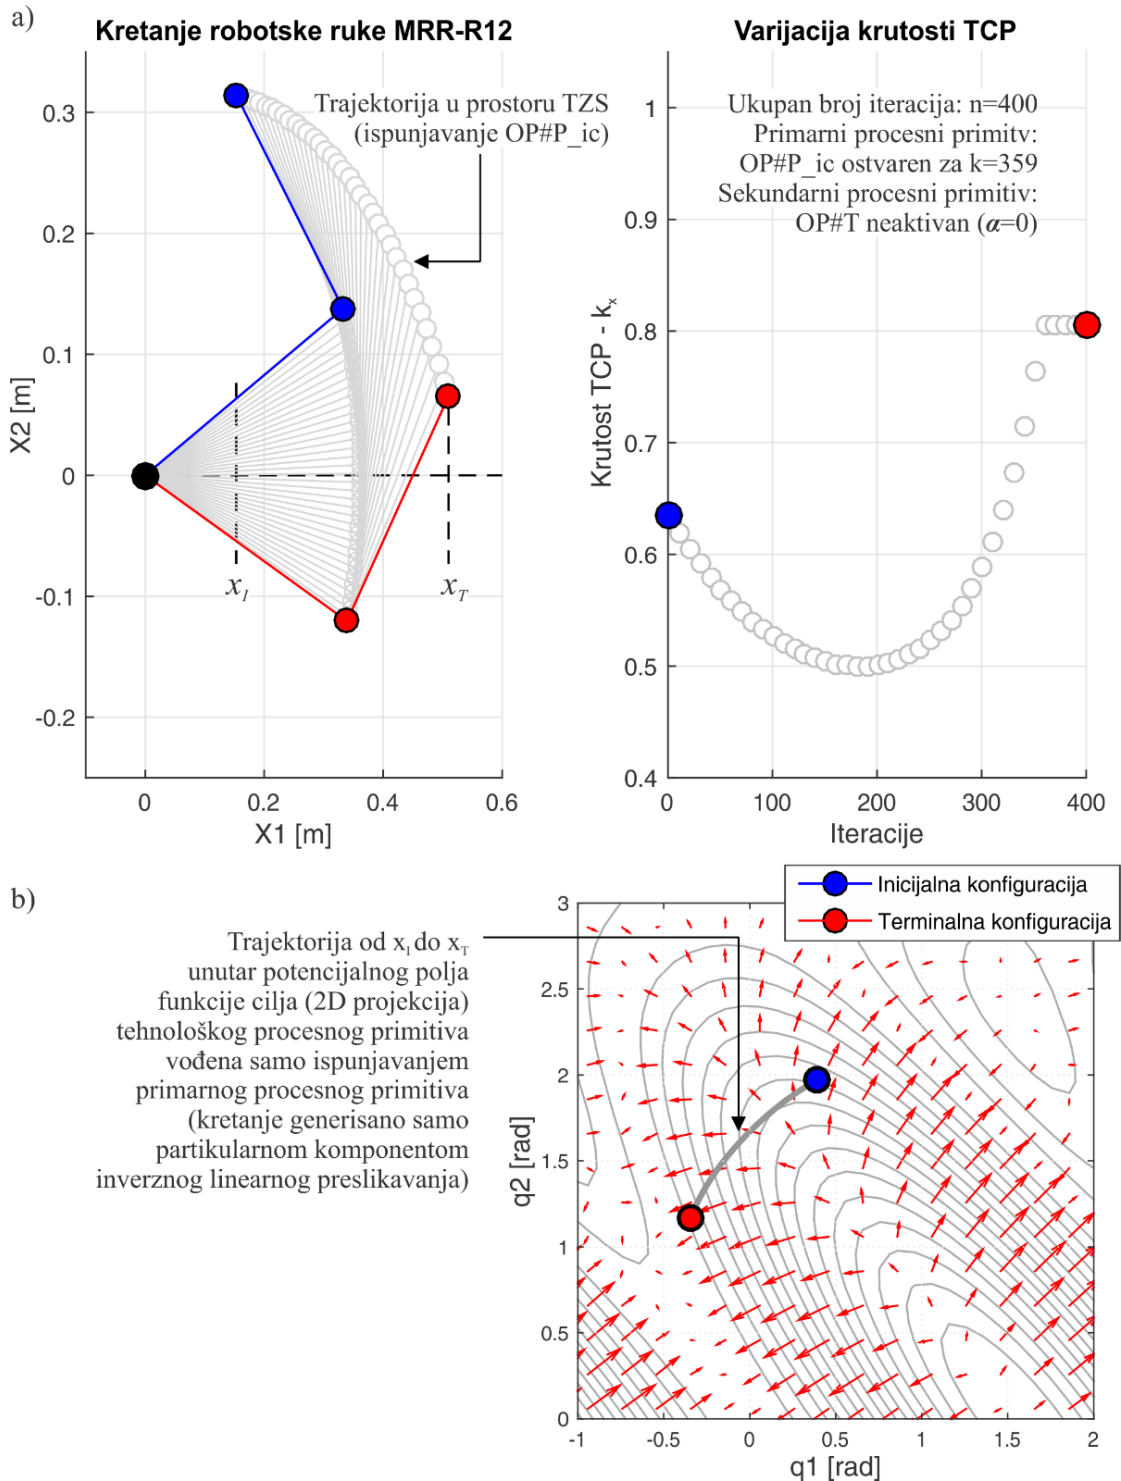 a)
Kretanje robotske ruke MRR-R12
Trajektorija u prostoru TZS
(ispunjavanje OP#P_ic)
0.3
0.2
0.1
0
-0.1
-0.2
X2 [m]
x_I
x_T
0
0.2
0.4
0.6
X1 [m]
Varijacija krutosti TCP
Ukupan broj iteracija: n=400
Primarni procesni primitv:
OP#P_ic ostvaren za k=359
Sekundarni procesni primitiv:
OP#T neaktivan (α=0)
1
0.9
0.8
0.7
0.6
0.5
0.4
Krutost TCP - k_x
0
100
200
300
400
Iteracije
b)
Inicijalna konfiguracija
Terminalna konfiguracija
Trajektorija od x_I do x_T
unutar potencijalnog polja
funkcije cilja (2D projekcija)
tehnološkog procesnog primitiva
vođena samo ispunjavanjem
primarnog procesnog primitiva
(kretanje generisano samo
partikularnom komponentom
inverznog linearnog preslikavanja)
3
2.5
2
1.5
1
0.5
0
q2 [rad]
-1
-0.5
0
0.5
1
1.5
2
q1 [rad]